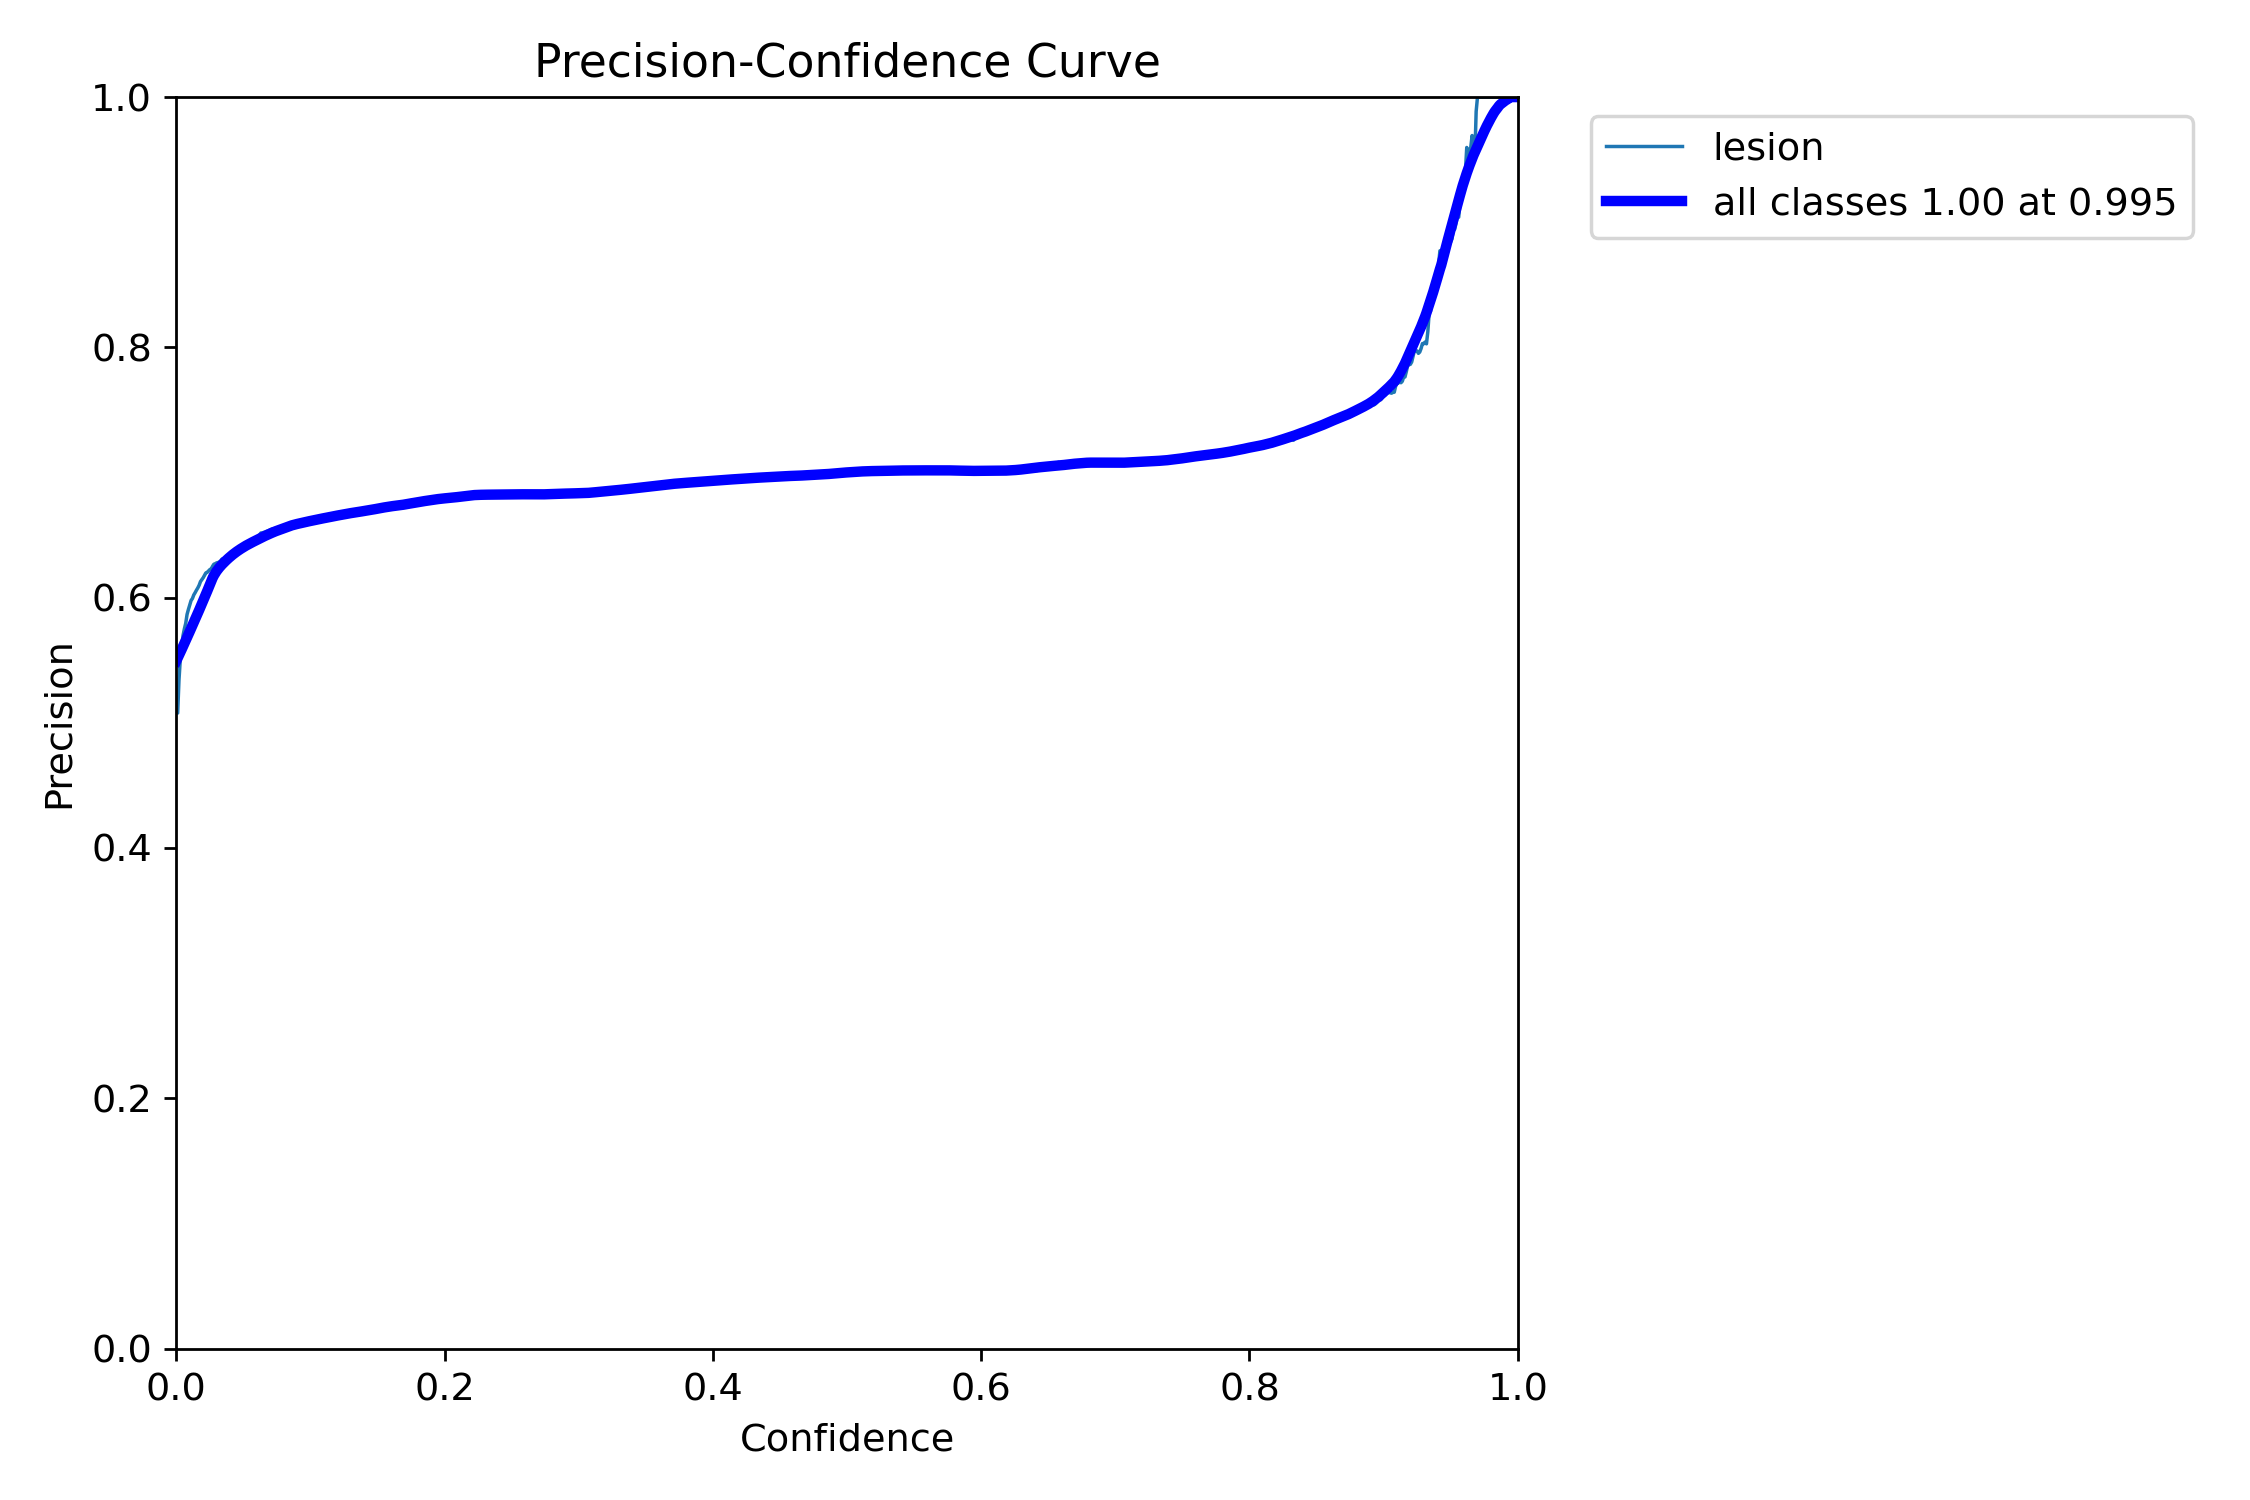 Precision-Confidence Curve
1.0
0.8
0.6
0.4
0.2
0.0
Precision
0.0 0.2 0.4 0.6 0.8 1.0
Confidence
lesion
all classes 1.00 at 0.995